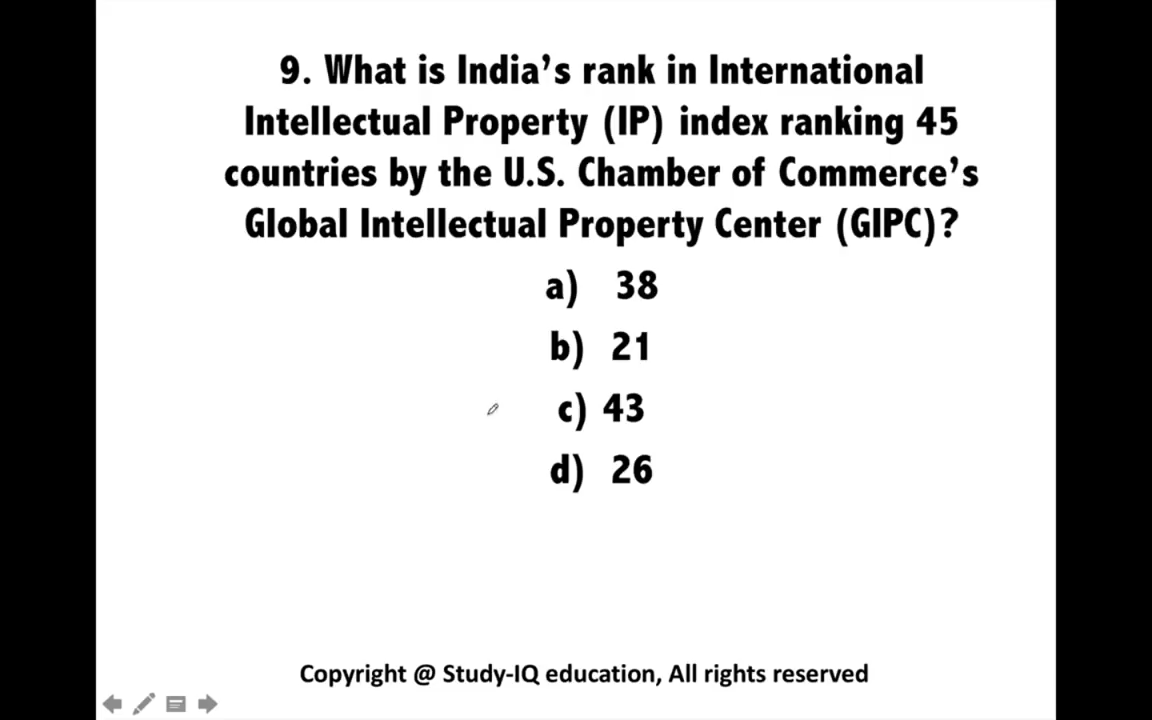 9. What is India’s rank in International
Intellectual Property (IP) index ranking 45
countries by the U.S. Chamber of Commerce’s
Global Intellectual Property Center (GIPC)?
a) 38
b) 21
c) 43
d) 26
Copyright @ Study-IQ education, All rights reserved